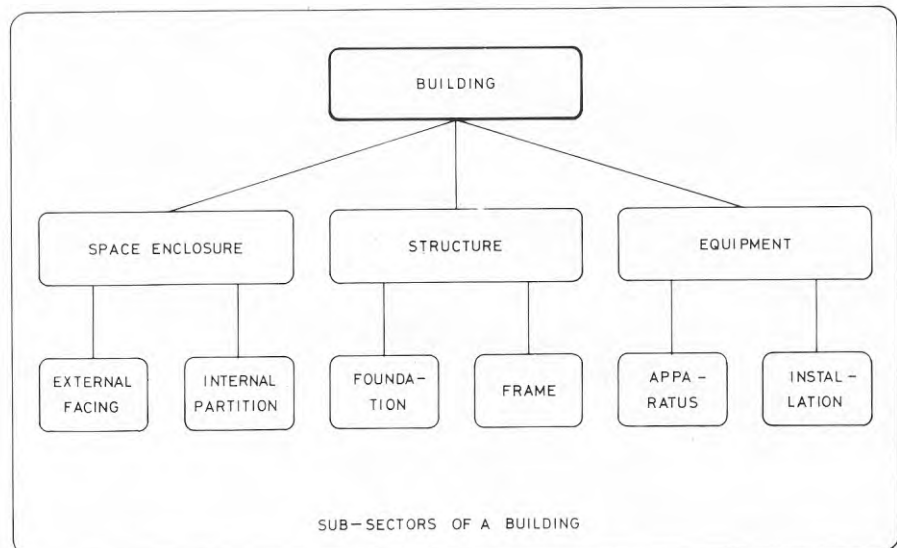 BUILDING
SPACE ENCLOSURE
STRUCTURE
EQUIPMENT
EXTERNAL
FACING
INTERNAL
PARTITION
FOUNDA-
TION
FRAME
APPA-
RATUS
INSTAL-
LATION
SUB-SECTORS OF A BUILDING